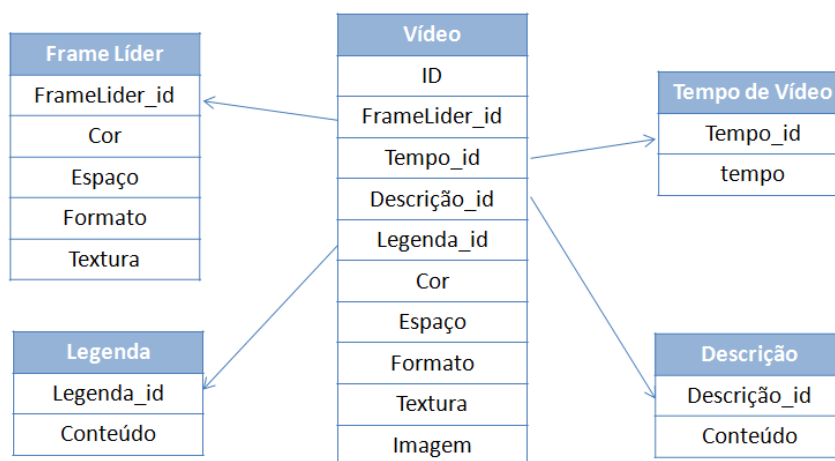 Frame Líder
FrameLider_id
Cor
Espaço
Formato
Textura
Vídeo
ID
FrameLider_id
Tempo_id
Descrição_id
Legenda_id
Cor
Espaço
Formato
Textura
Imagem
Tempo de Vídeo
Tempo_id
tempo
Legenda
Legenda_id
Conteúdo
Descrição
Descrição_id
Conteúdo